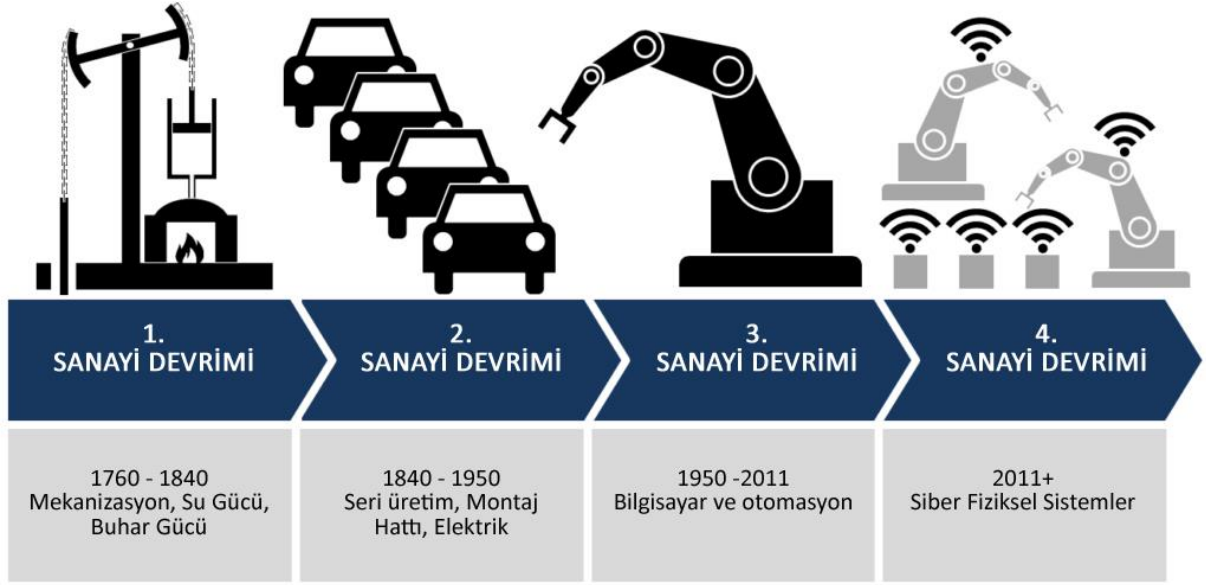 1.
SANAYİ DEVRİMİ
2.
SANAYİ DEVRİMİ
3.
SANAYİ DEVRİMİ
4.
SANAYİ DEVRİMİ
1760 - 1840
Mekanizasyon, Su Gücü,
Buhar Gücü
1840 - 1950
Seri üretim, Montaj
Hattı, Elektrik
1950 -2011
Bilgisayar ve otomasyon
2011+
Siber Fiziksel Sistemler